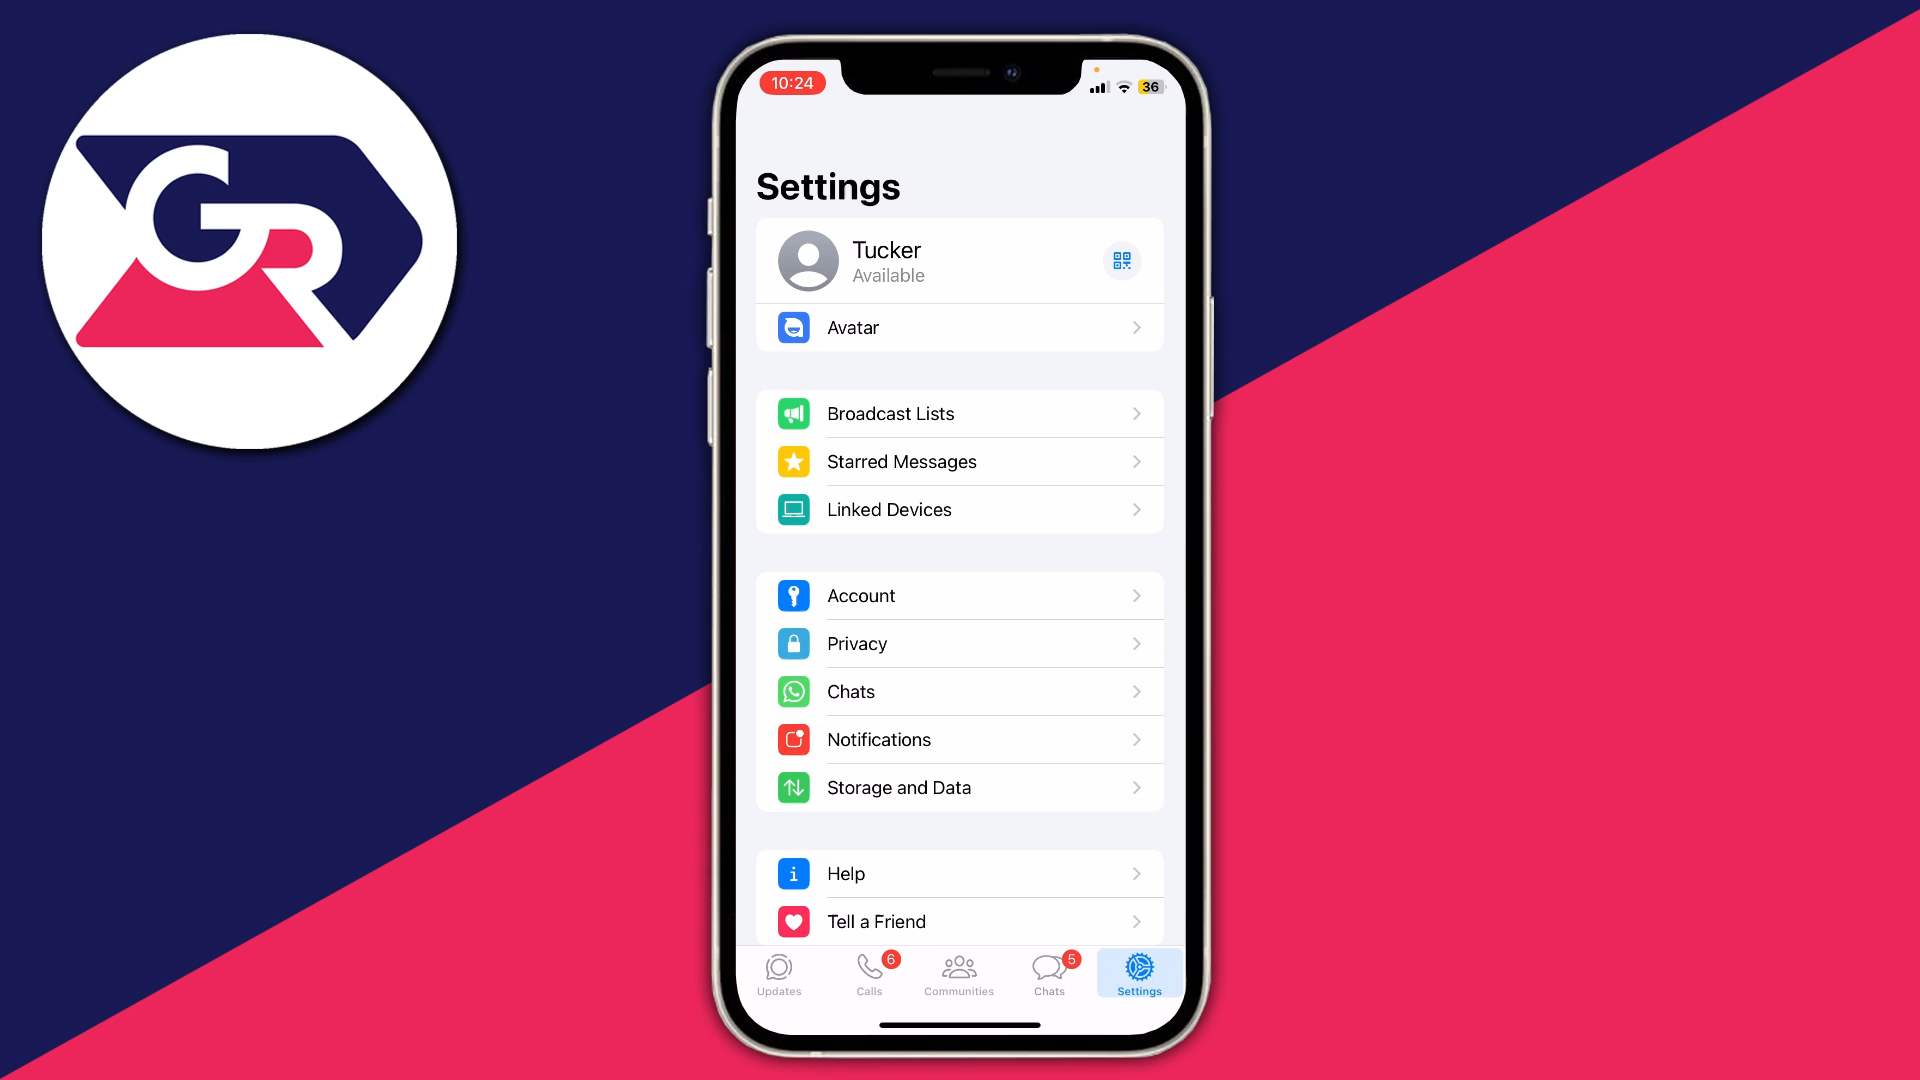 GR
10:24
36
Settings
Tucker
Available
Avatar
Broadcast Lists
Starred Messages
Linked Devices
Account
Privacy
Chats
Notifications
Storage and Data
Help
Tell a Friend
6
5
Updates
Calls
Communities
Chats
Settings